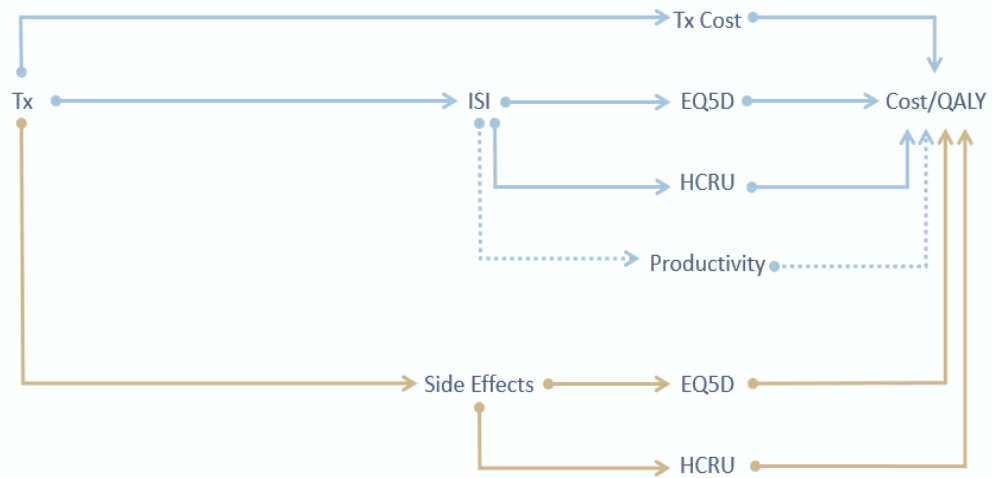 Tx Cost
Tx
ISI
EQ5D
Cost/QALY
HCRU
Productivity
Side Effects
EQ5D
HCRU